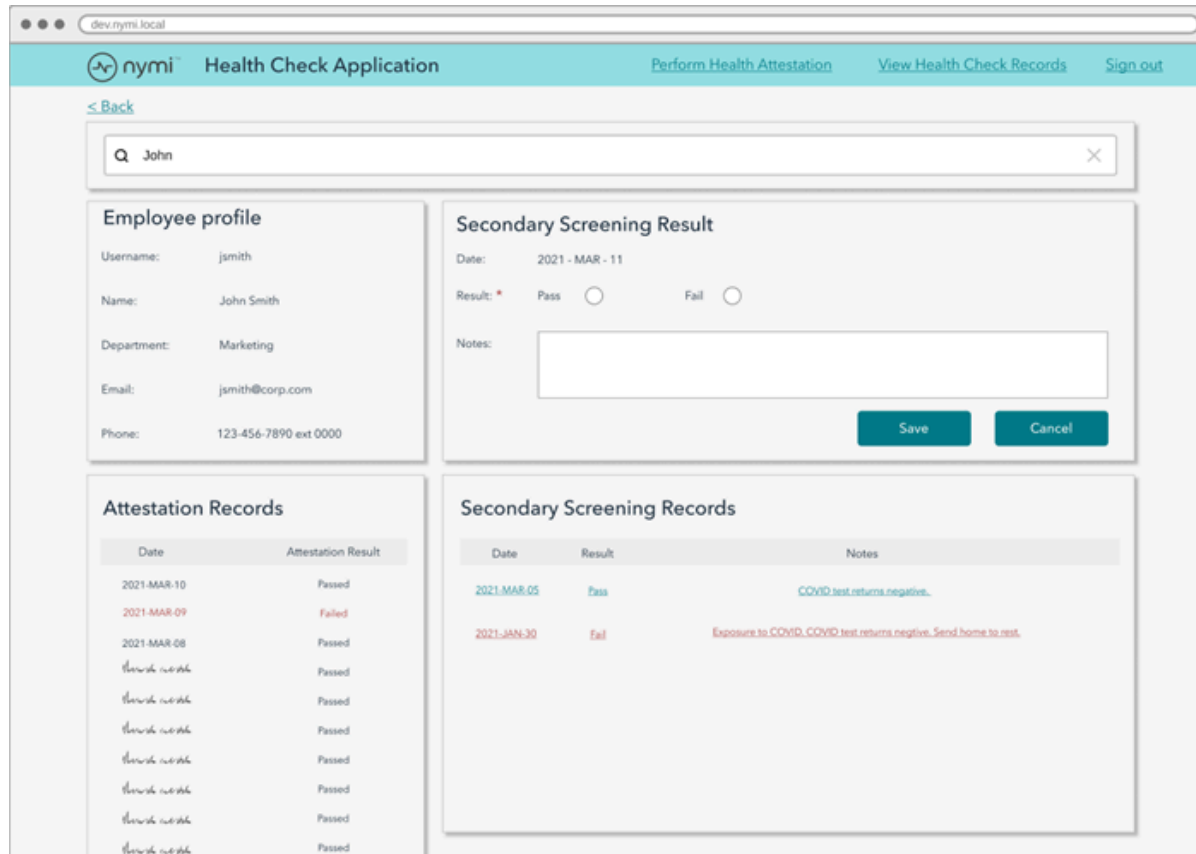 dev.nymi.local
nymi™ Health Check Application Perform Health Attestation View Health Check Records Sign out
< Back
John
Employee profile
Username: jsmith
Name: John Smith
Department: Marketing
Email: jsmith@corp.com
Phone: 123-456-7890 ext 0000
Secondary Screening Result
Date: 2021 - MAR - 11
Result: * Pass Fail
Notes:
Save Cancel
Attestation Records
Date Attestation Result
2021-MAR-10 Passed
2021-MAR-09 Failed
2021-MAR-08 Passed
Passed
Passed
Passed
Passed
Passed
Passed
Passed
Secondary Screening Records
Date Result Notes
2021-MAR-05 Pass COVID test returns negative.
2021-JAN-30 Fail Exposure to COVID. COVID test returns negtive. Send home to rest.